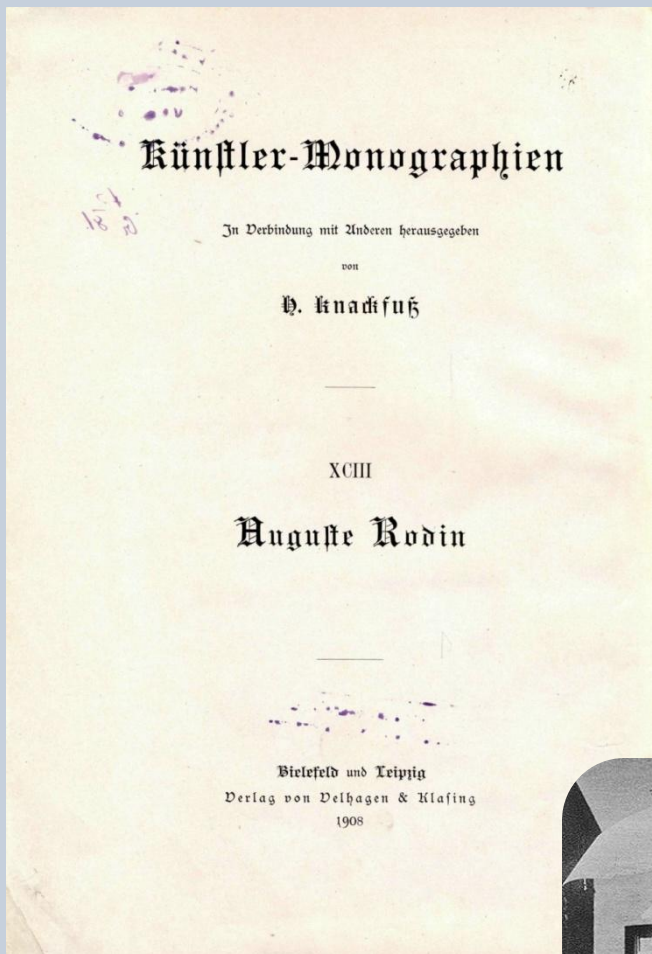 Künstler-Monographien
In Verbindung mit Anderen herausgegeben
von
H. Knackfuß
XCIII
Auguste Rodin
Bielefeld und Leipzig
Verlag von Velhagen & Klasing
1908